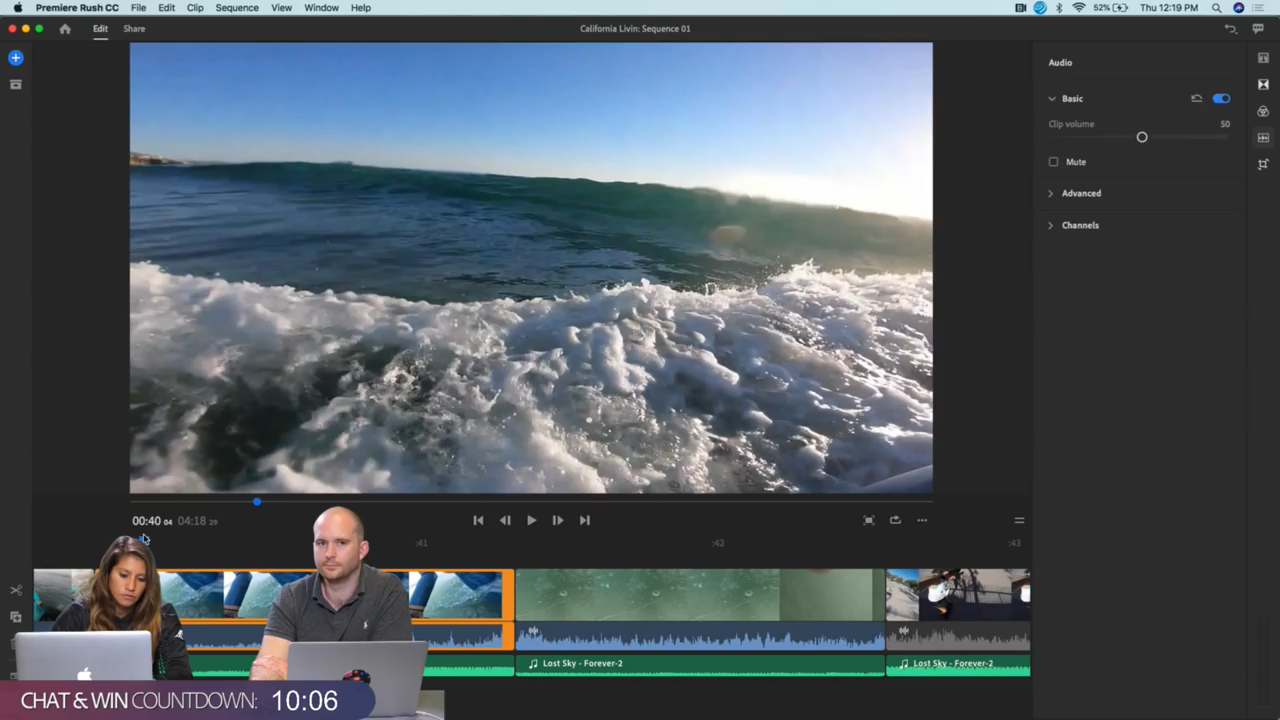 Premiere Rush CC File Edit Clip Sequence View Window Help 52% Thu 12:19 PM
Edit Share California Livin: Sequence 01
Audio
Basic
Clip volume 50
Mute
Advanced
Channels
00:40 04 04:18 29
:41 :42 :43
Lost Sky - Forever-2 Lost Sky - Forever-2
CHAT & WIN COUNTDOWN: 10:06